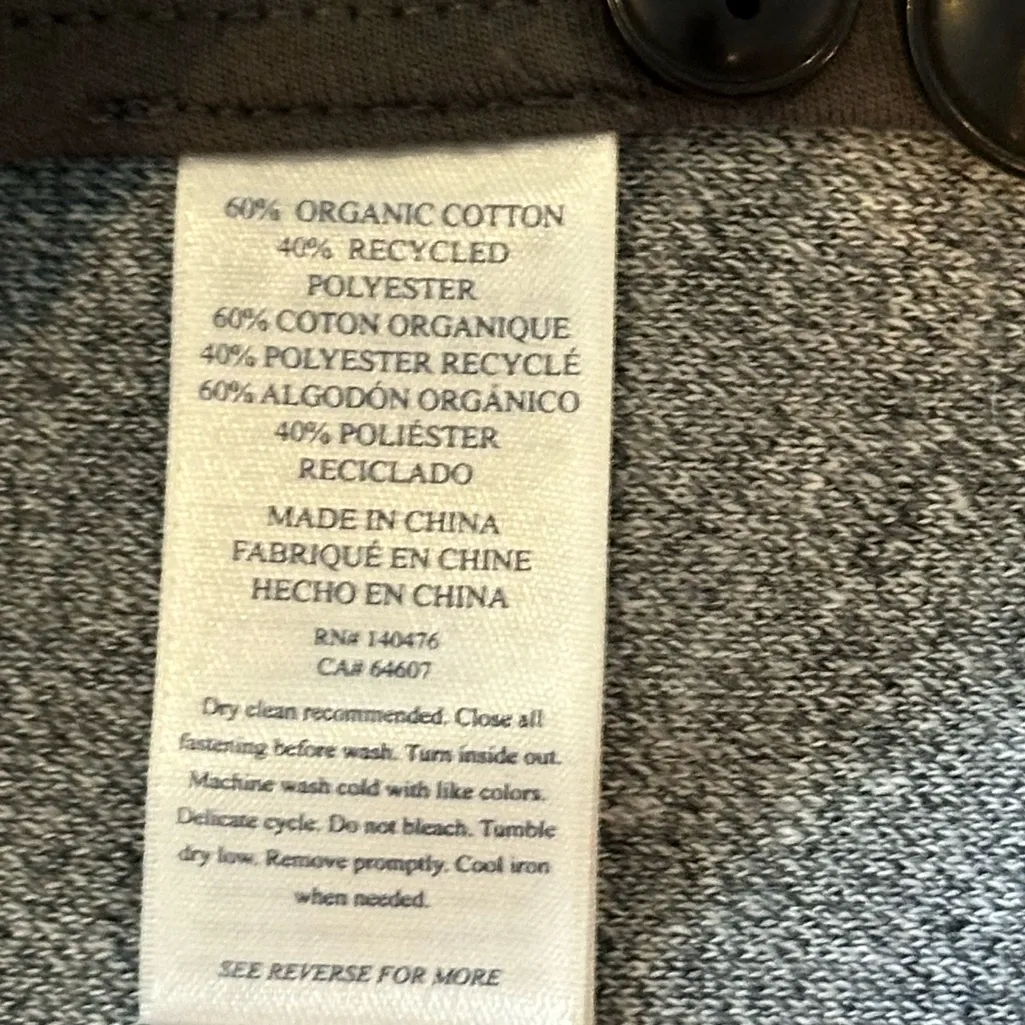 60% ORGANIC COTTON
40% RECYCLED
POLYESTER
60% COTON ORGANIQUE
40% POLYESTER RECYCLÉ
60% ALGODÓN ORGÁNICO
40% POLIÉSTER
RECICLADO
MADE IN CHINA
FABRIQUÉ EN CHINE
HECHO EN CHINA
RN# 140476
CA# 64607
Dry clean recommended. Close all
fastening before wash. Turn inside out.
Machine wash cold with like colors.
Delicate cycle. Do not bleach. Tumble
dry low. Remove promptly. Cool iron
when needed.
SEE REVERSE FOR MORE